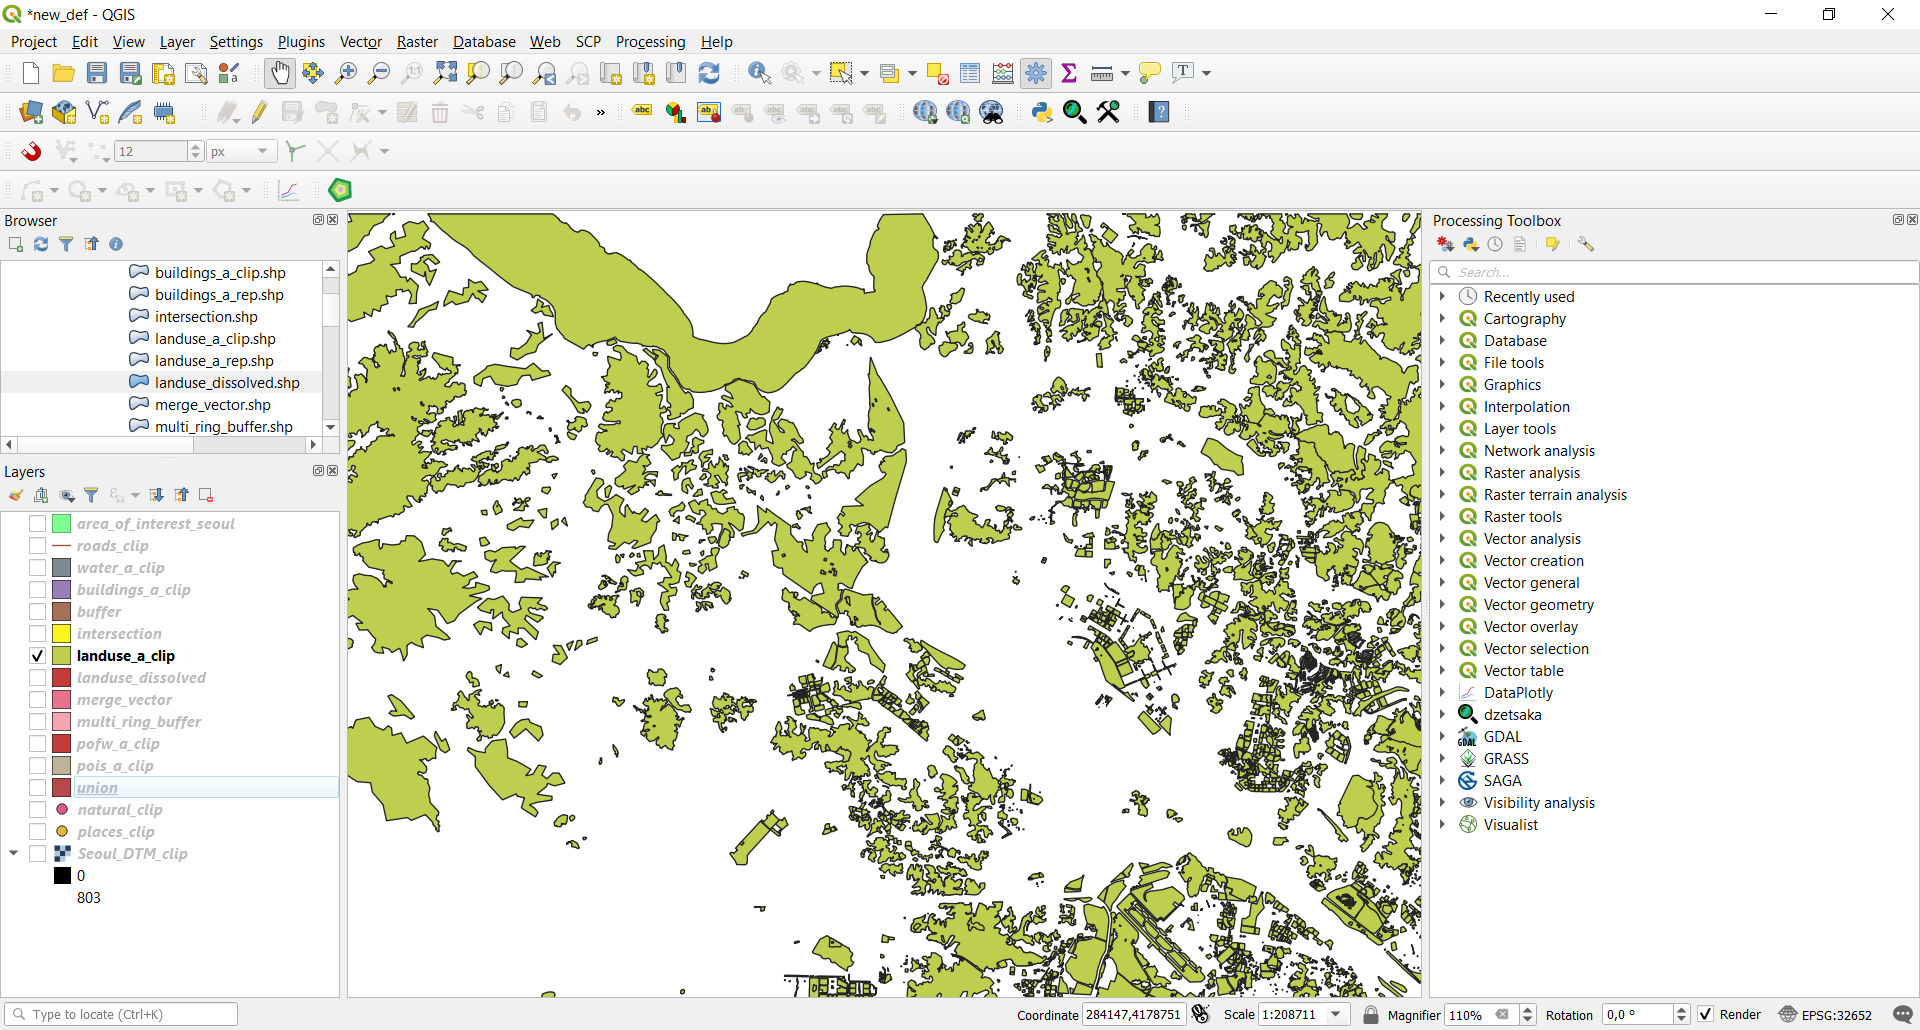 *new_def - QGIS
Project Edit View Layer Settings Plugins Vector Raster Database Web SCP Processing Help
12 px
Browser
buildings_a_clip.shp
buildings_a_rep.shp
intersection.shp
landuse_a_clip.shp
landuse_a_rep.shp
landuse_dissolved.shp
merge_vector.shp
multi_ring_buffer.shp
Layers
area_of_interest_seoul
roads_clip
water_a_clip
buildings_a_clip
buffer
intersection
landuse_a_clip
landuse_dissolved
merge_vector
multi_ring_buffer
pofw_a_clip
pois_a_clip
union
natural_clip
places_clip
Seoul_DTM_clip
0
803
Processing Toolbox
Search...
Recently used
Cartography
Database
File tools
Graphics
Interpolation
Layer tools
Network analysis
Raster analysis
Raster terrain analysis
Raster tools
Vector analysis
Vector creation
Vector general
Vector geometry
Vector overlay
Vector selection
Vector table
DataPlotly
dzetsaka
GDAL
GRASS
SAGA
Visibility analysis
Visualist
Type to locate (Ctrl+K) Coordinate 284147,4178751 Scale 1:208711 Magnifier 110% Rotation 0,0 ° Render EPSG:32652